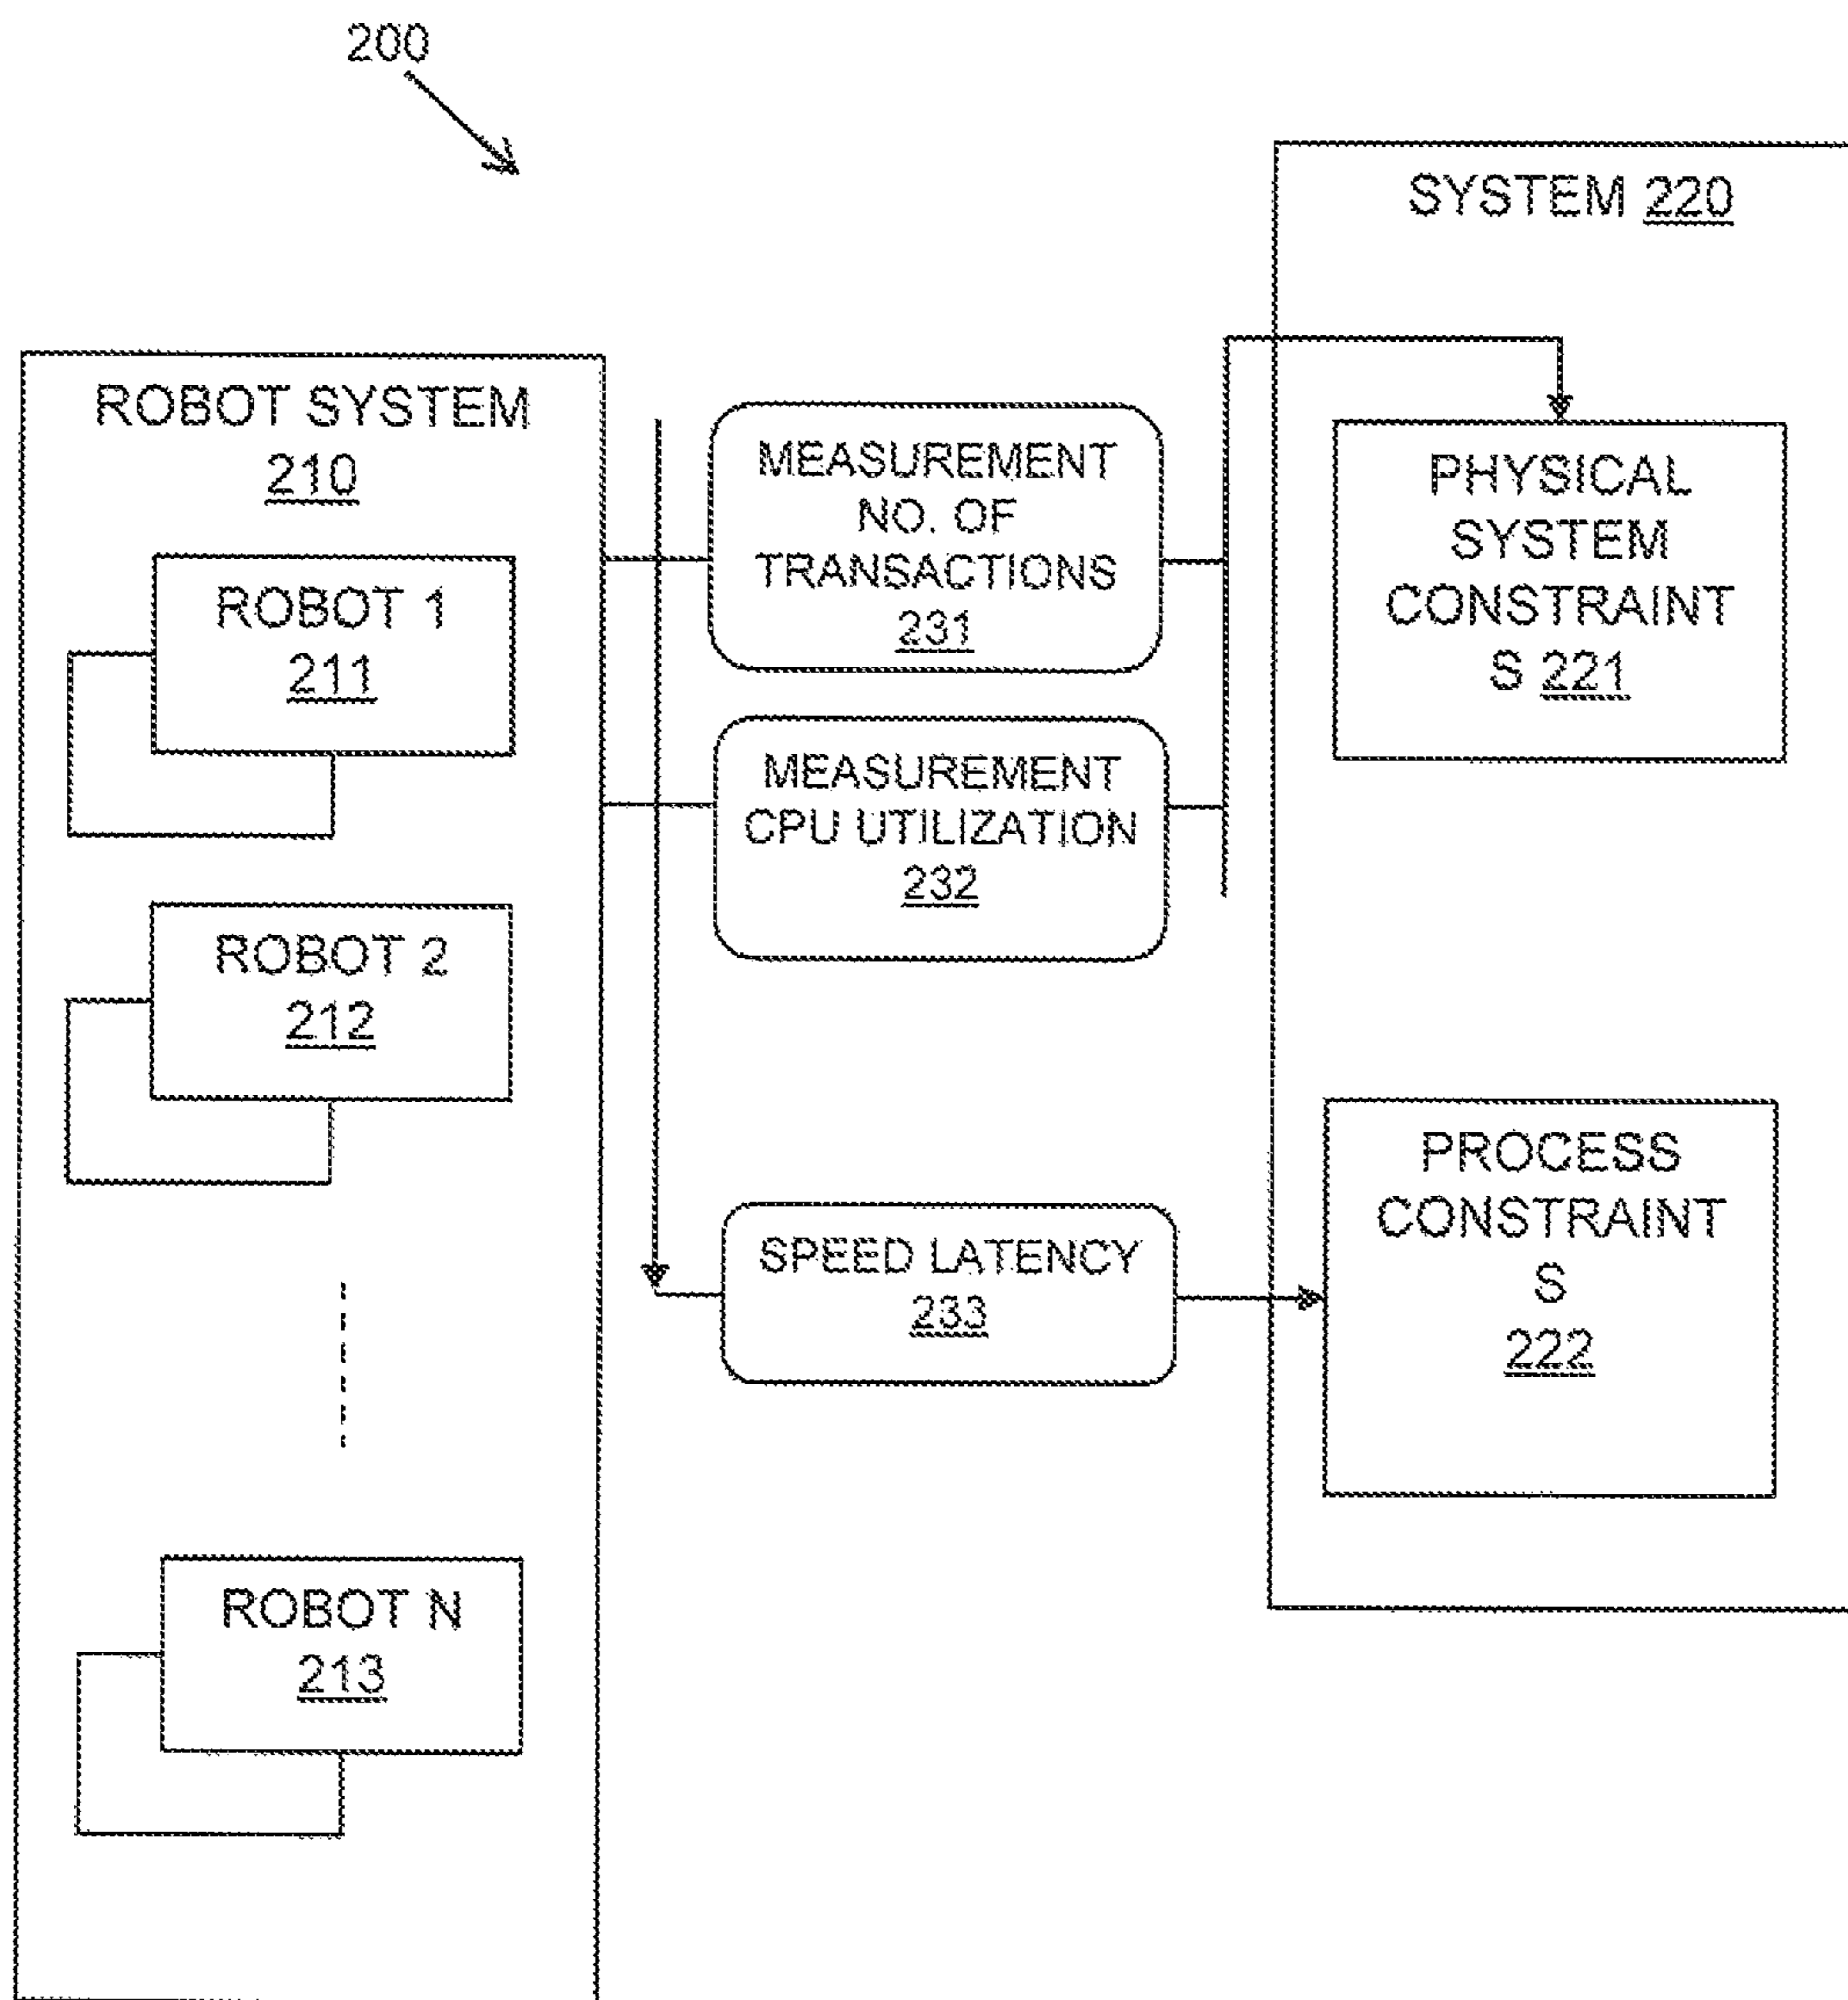 200
SYSTEM 220
ROBOT SYSTEM
210
ROBOT 1
211
ROBOT 2
212
ROBOT N
213
MEASUREMENT
NO. OF
TRANSACTIONS
231
MEASUREMENT
CPU UTILIZATION
232
SPEED LATENCY
233
PHYSICAL
SYSTEM
CONSTRAINT
S 221
PROCESS
CONSTRAINT
S
222